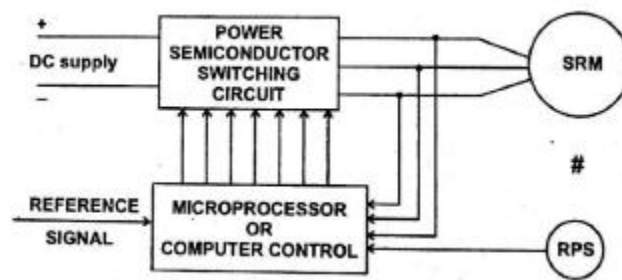 +
DC supply
–
POWER
SEMICONDUCTOR
SWITCHING
CIRCUIT
SRM
#
REFERENCE
SIGNAL
MICROPROCESSOR
OR
COMPUTER CONTROL
RPS